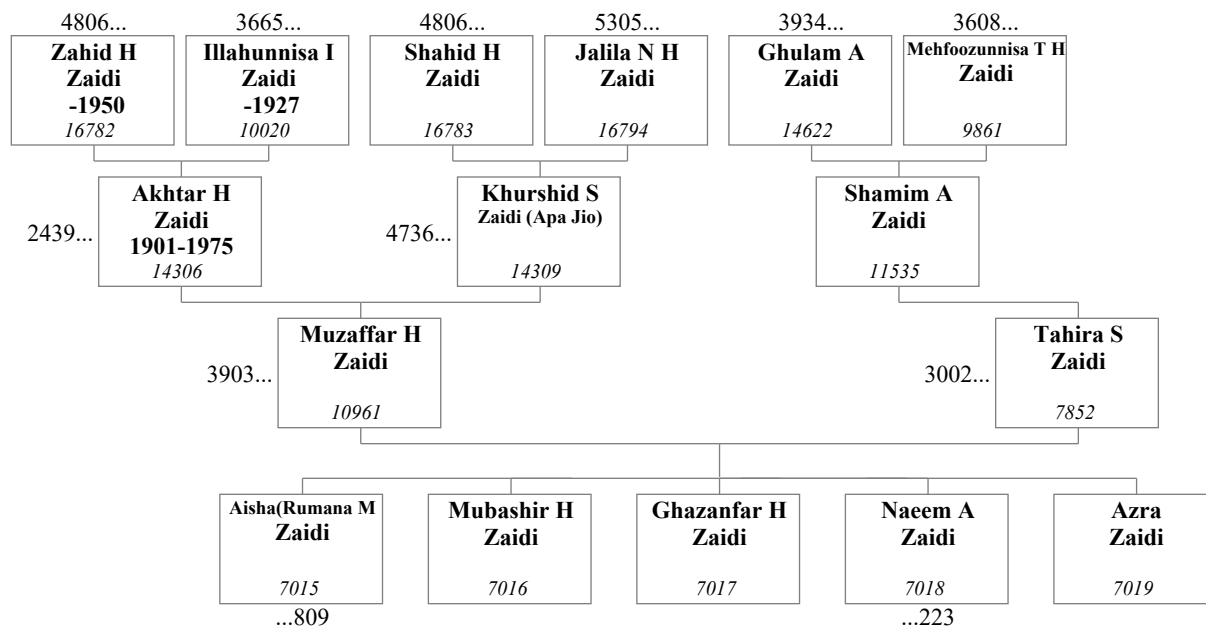 4806...
3665...
4806...
5305...
3934...
3608...
Zahid H
Zaidi
-1950
16782
Illahunnisa I
Zaidi
-1927
10020
Shahid H
Zaidi
16783
Jalila N H
Zaidi
16794
Ghulam A
Zaidi
14622
Mehfoozunnisa T H
Zaidi
9861
2439...
Akhtar H
Zaidi
1901-1975
14306
4736...
Khurshid S
Zaidi (Apa Jio)
14309
Shamim A
Zaidi
11535
3903...
Muzaffar H
Zaidi
10961
3002...
Tahira S
Zaidi
7852
Aisha(Rumana M
Zaidi
7015
...809
Mubashir H
Zaidi
7016
Ghazanfar H
Zaidi
7017
Naeem A
Zaidi
7018
...223
Azra
Zaidi
7019